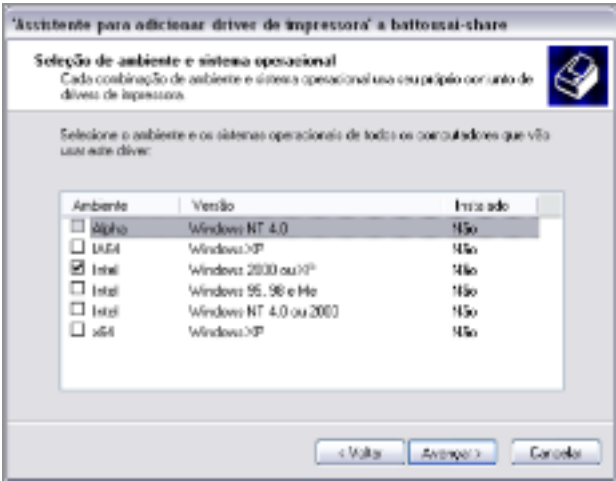 'Assistente para adicionar driver de impressora' a battousai-share
Seleção de ambiente e sistema operacional
Cada combinação de ambiente e sistema operacional usa seu próprio conjunto de
drivers de impressora.
Selecione o ambiente e os sistemas operacionais de todos os computadores que vão
usar este driver:
Ambiente Versão Instalado
Alpha Windows NT 4.0 Não
IA64 Windows XP Não
Intel Windows 2000 ou XP Não
Intel Windows 95, 98 e Me Não
Intel Windows NT 4.0 ou 2000 Não
x64 Windows XP Não
< Voltar Avançar > Cancelar